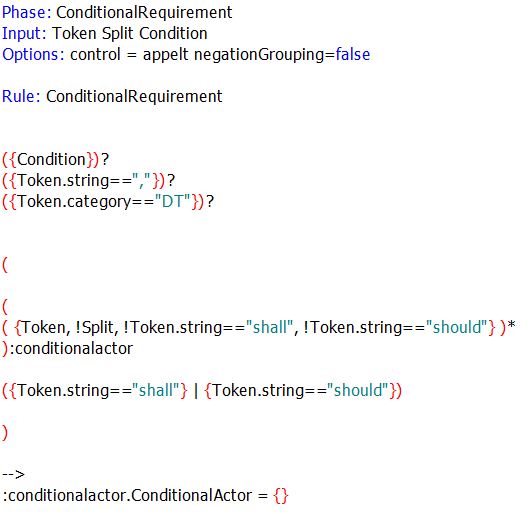 Phase: ConditionalRequirement
Input: Token Split Condition
Options: control = appelt negationGrouping=false
Rule: ConditionalRequirement
({Condition})?
({Token.string==","})?
({Token.category=="DT"})?
(
(
( {Token, !Split, !Token.string=="shall", !Token.string=="should"} )*
):conditionalactor
({Token.string=="shall"} | {Token.string=="should"})
)
-->
:conditionalactor.ConditionalActor = {}